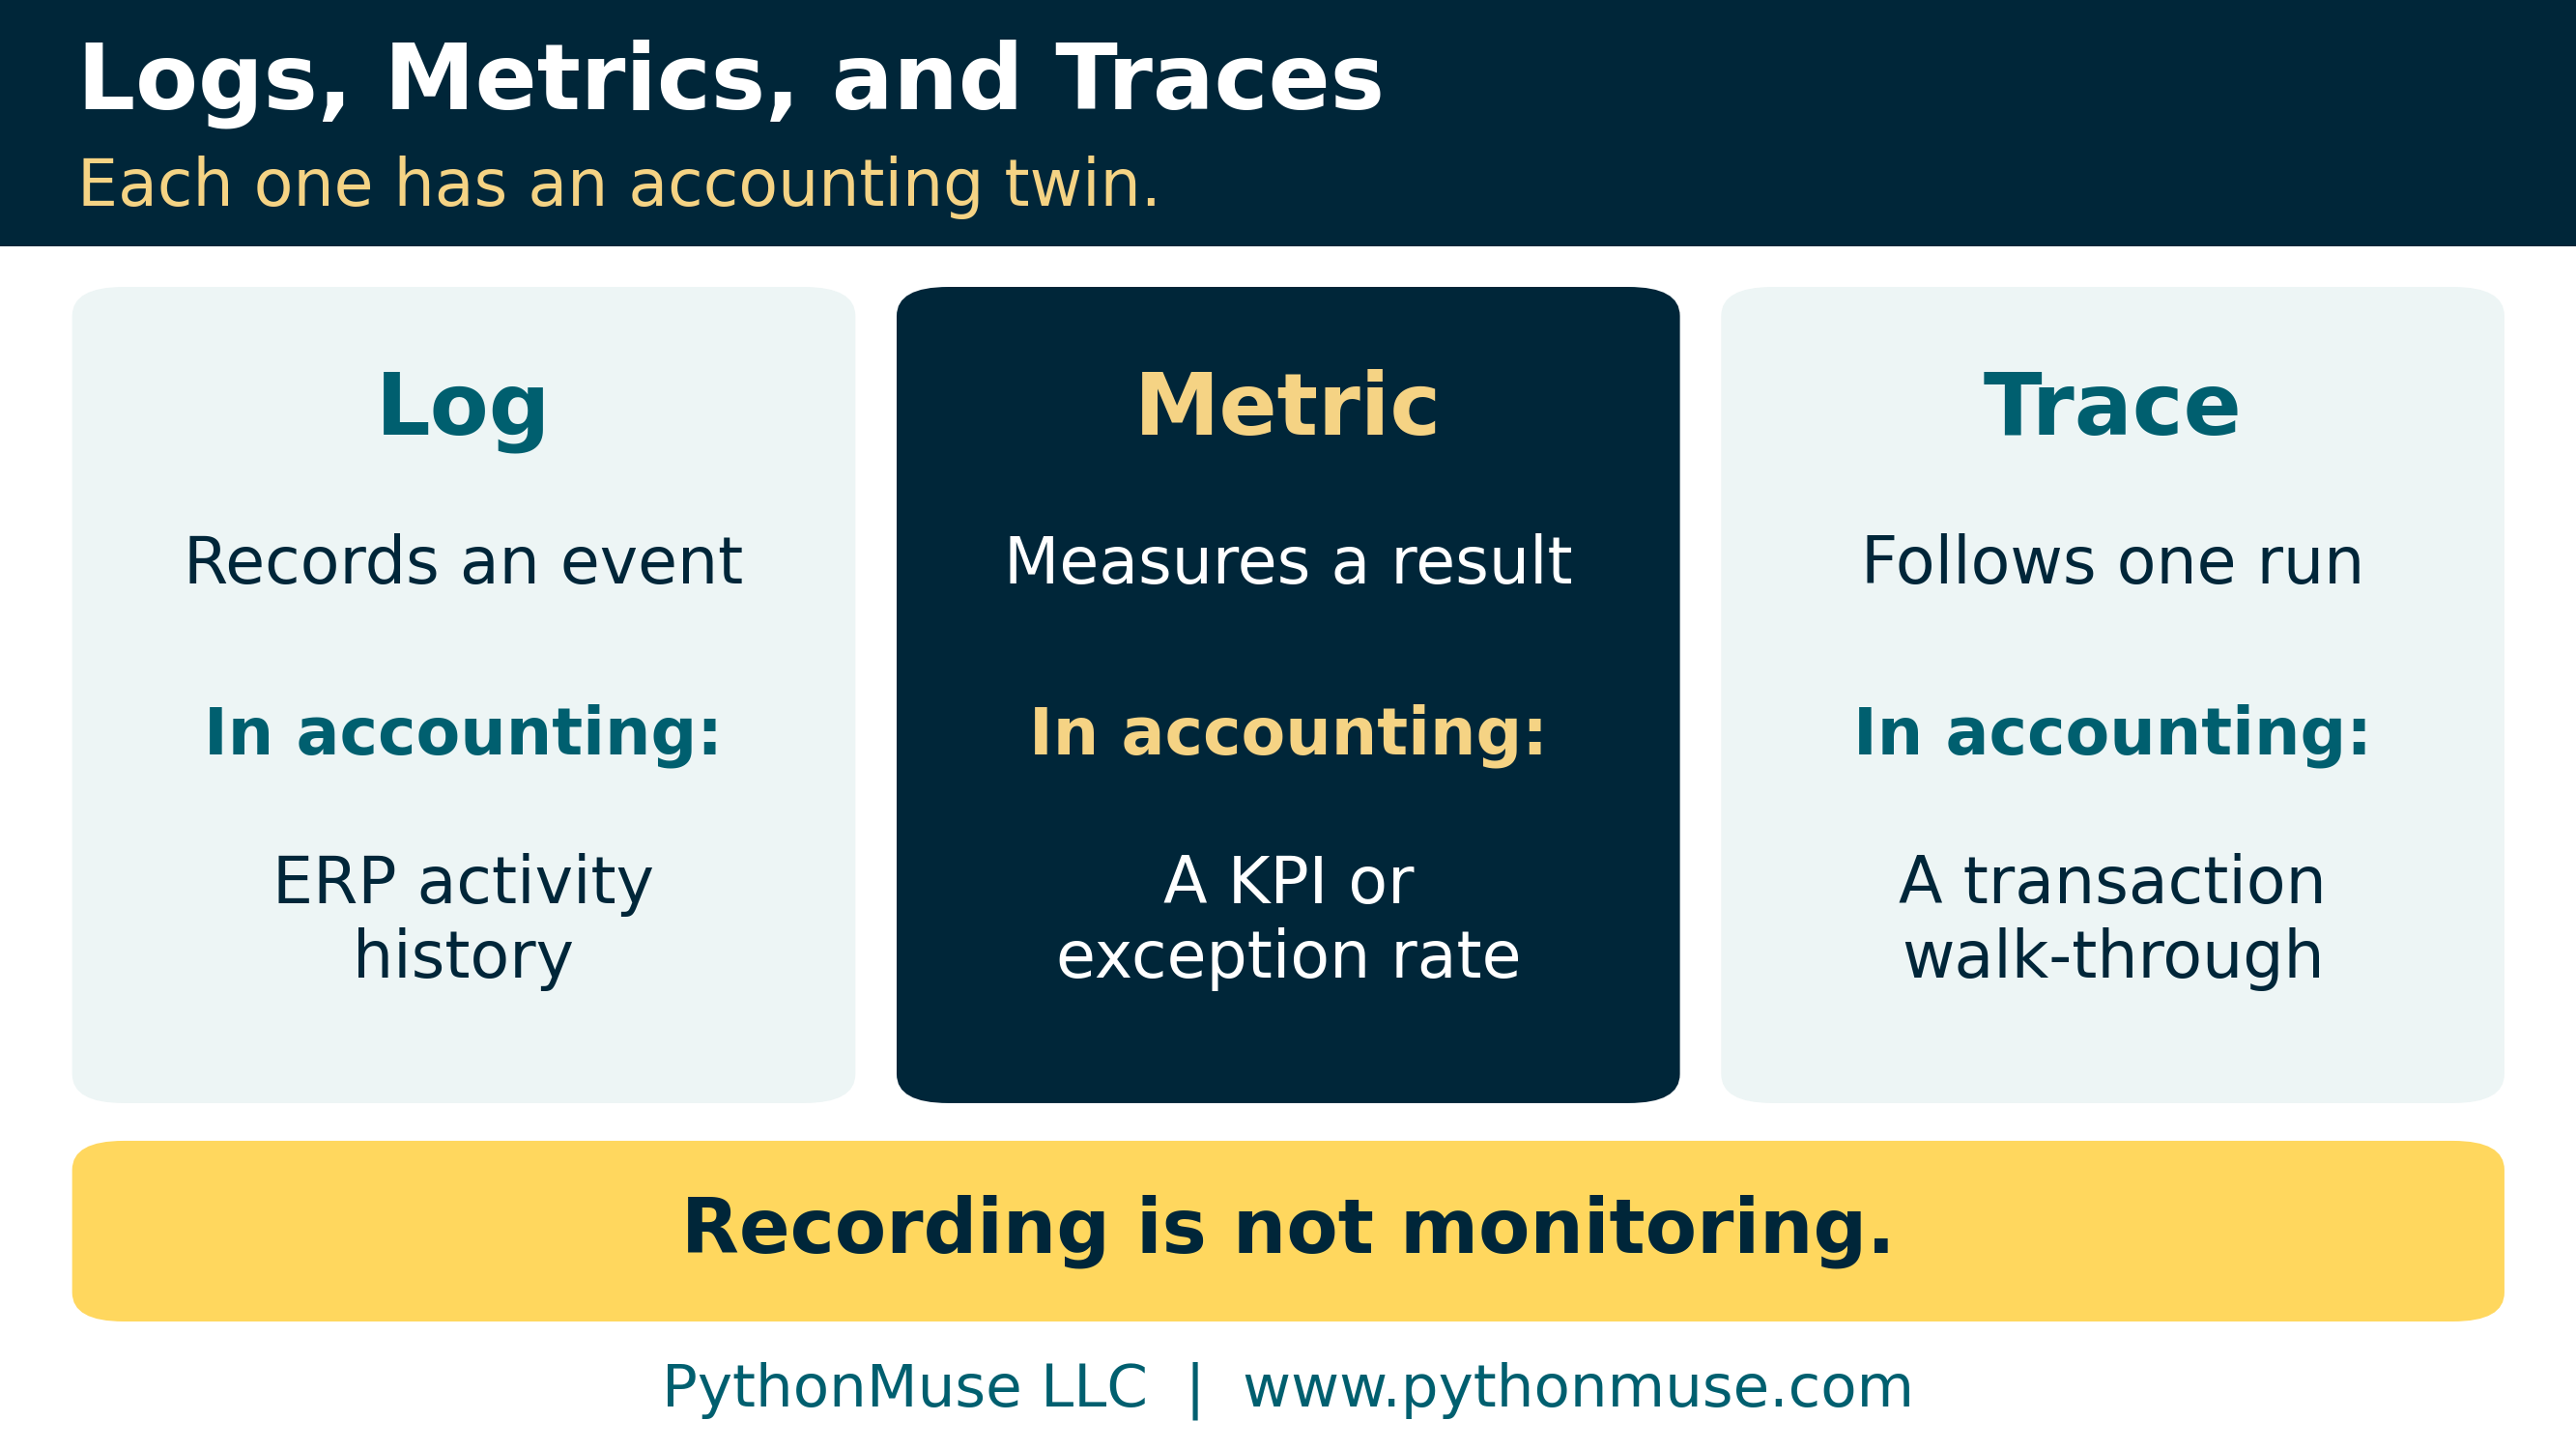 Logs, Metrics, and Traces
Each one has an accounting twin.
Log
Records an event
In accounting:
ERP activity
history
Metric
Measures a result
In accounting:
A KPI or
exception rate
Trace
Follows one run
In accounting:
A transaction
walk-through
Recording is not monitoring.
PythonMuse LLC | www.pythonmuse.com